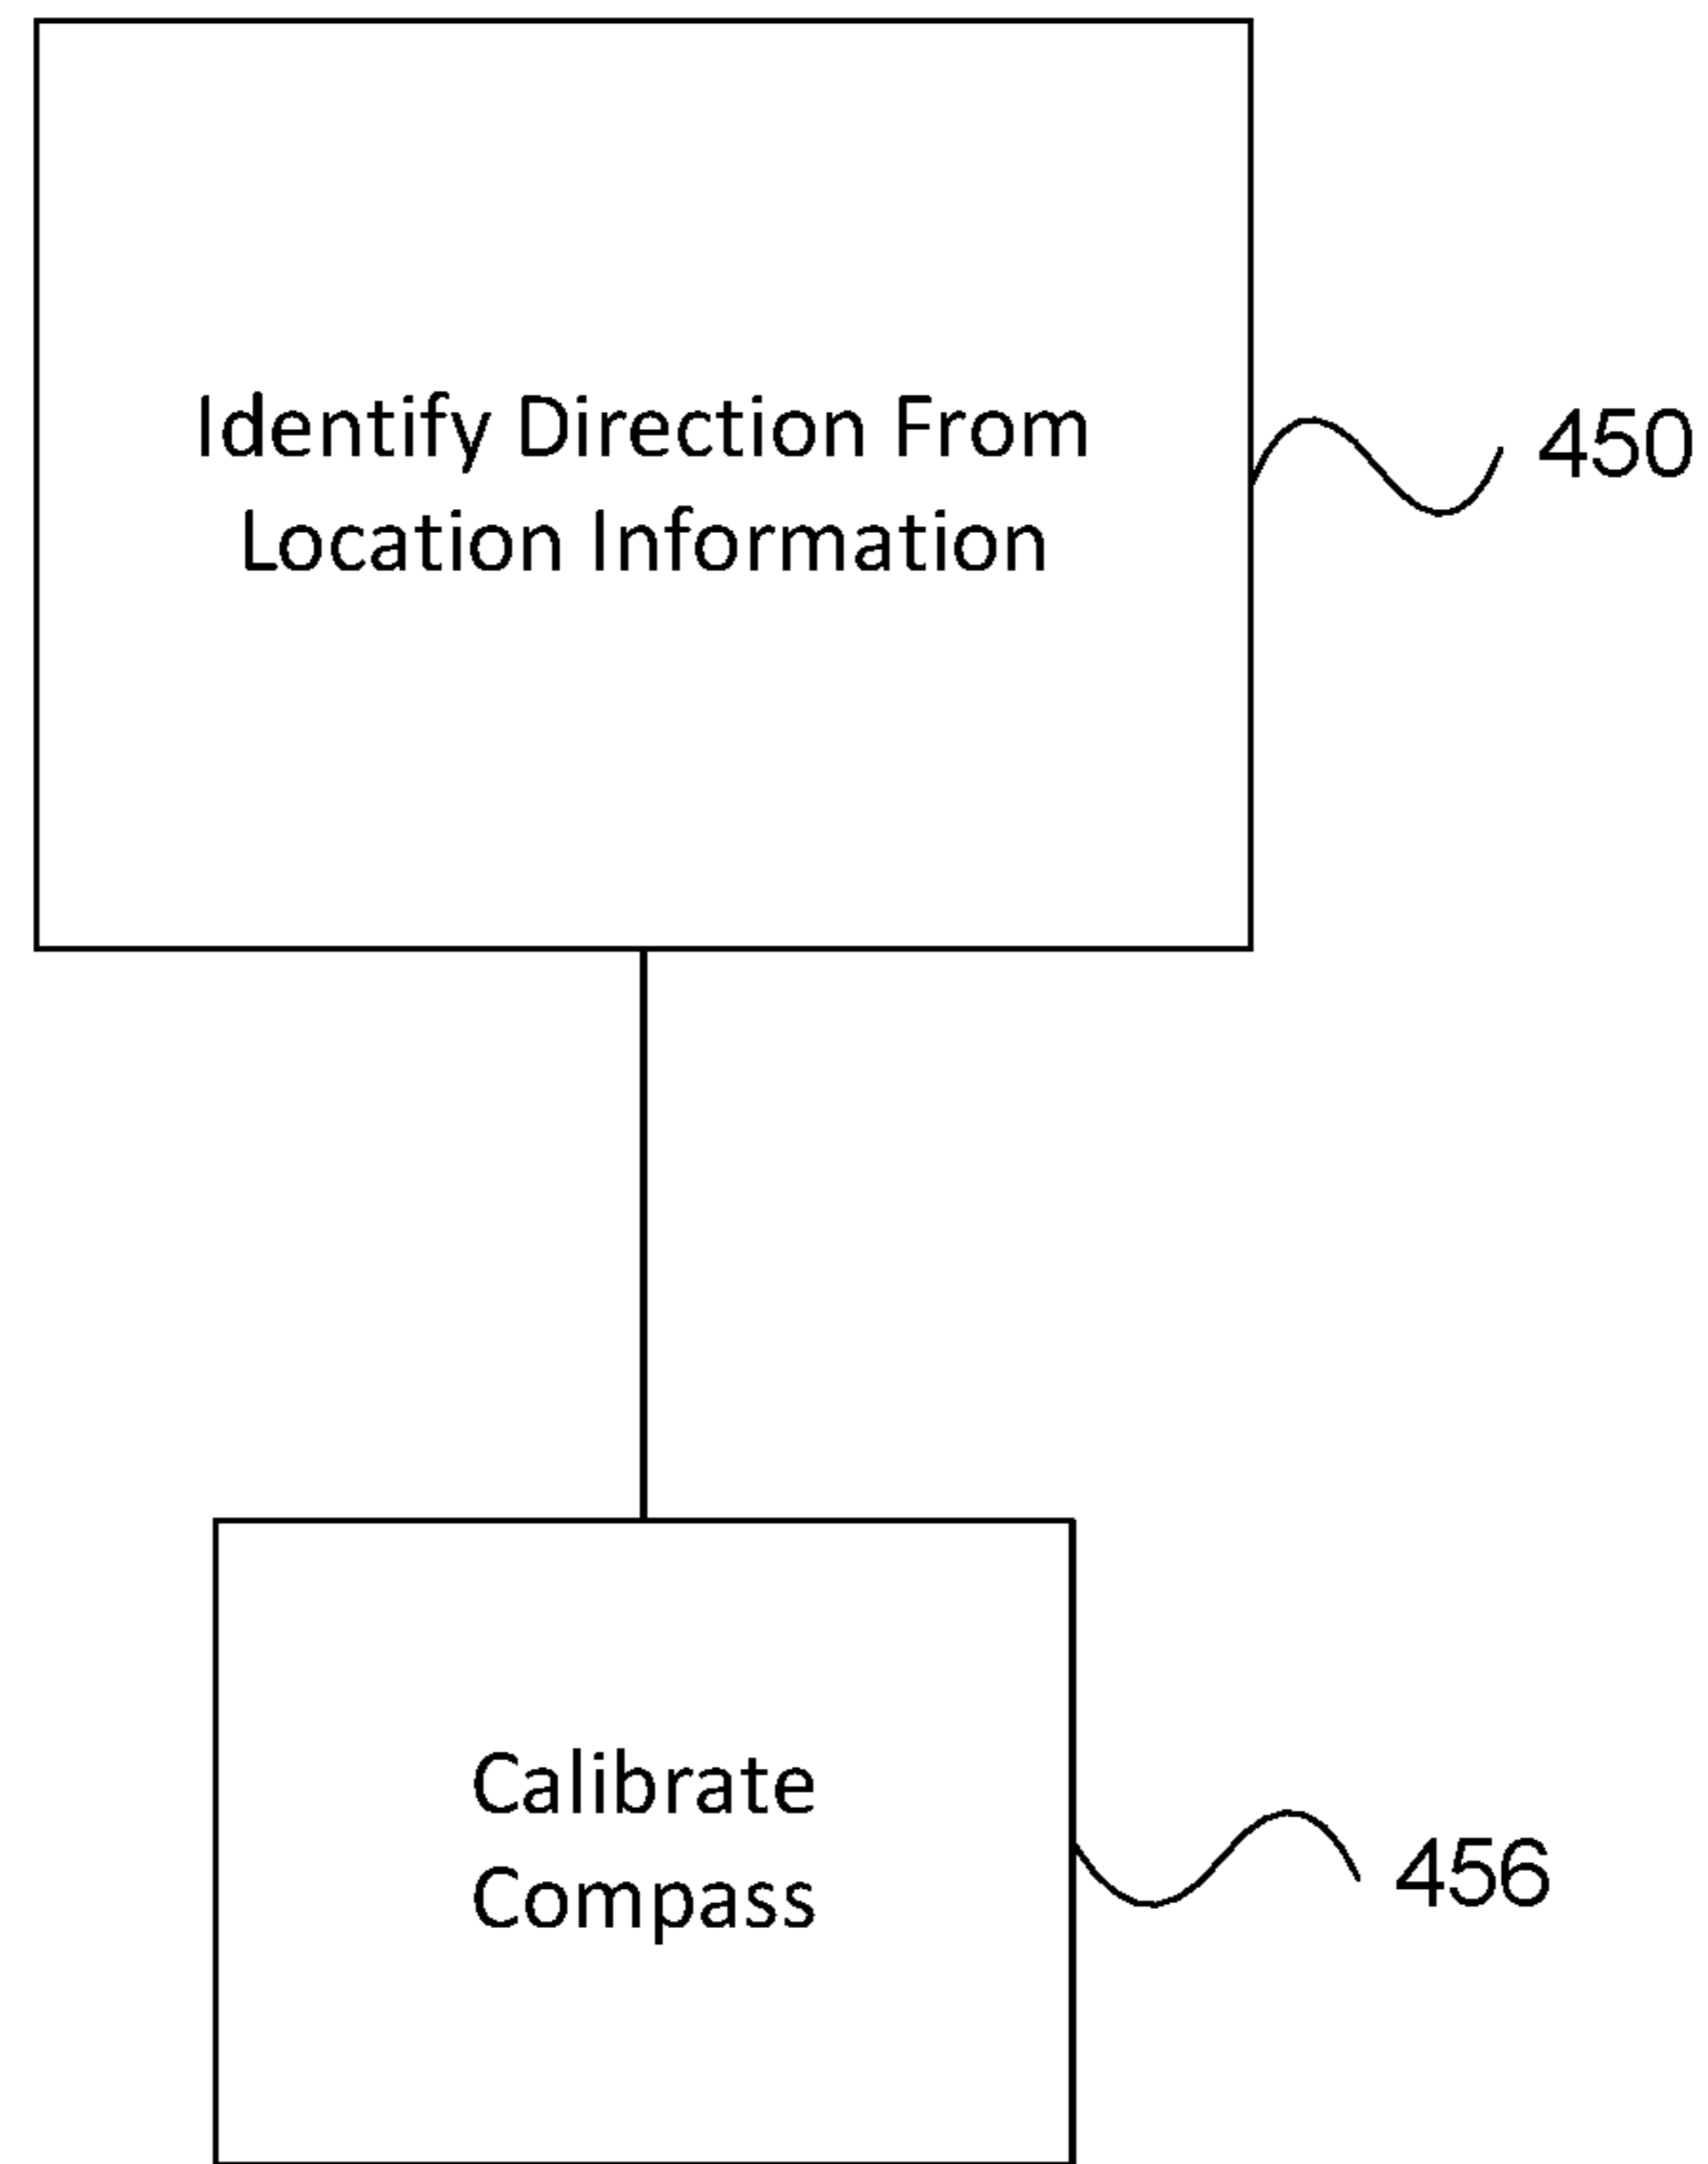 Identify Direction From
Location Information
450
Calibrate
Compass
456